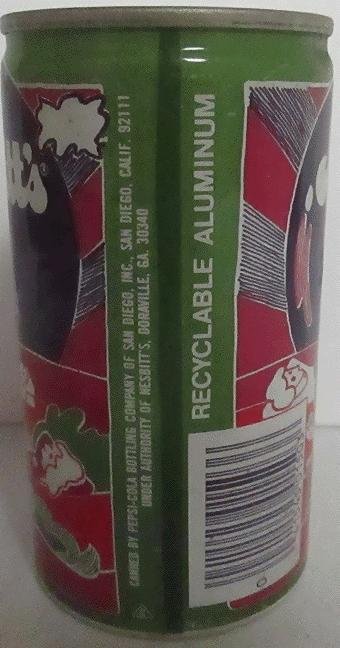 tt's
CANNED BY PEPSI-COLA BOTTLING COMPANY OF SAN DIEGO, INC., SAN DIEGO, CALIF. 92111
UNDER AUTHORITY OF NESBITT'S, DORAVILLE, GA. 30340
RECYCLABLE ALUMINUM